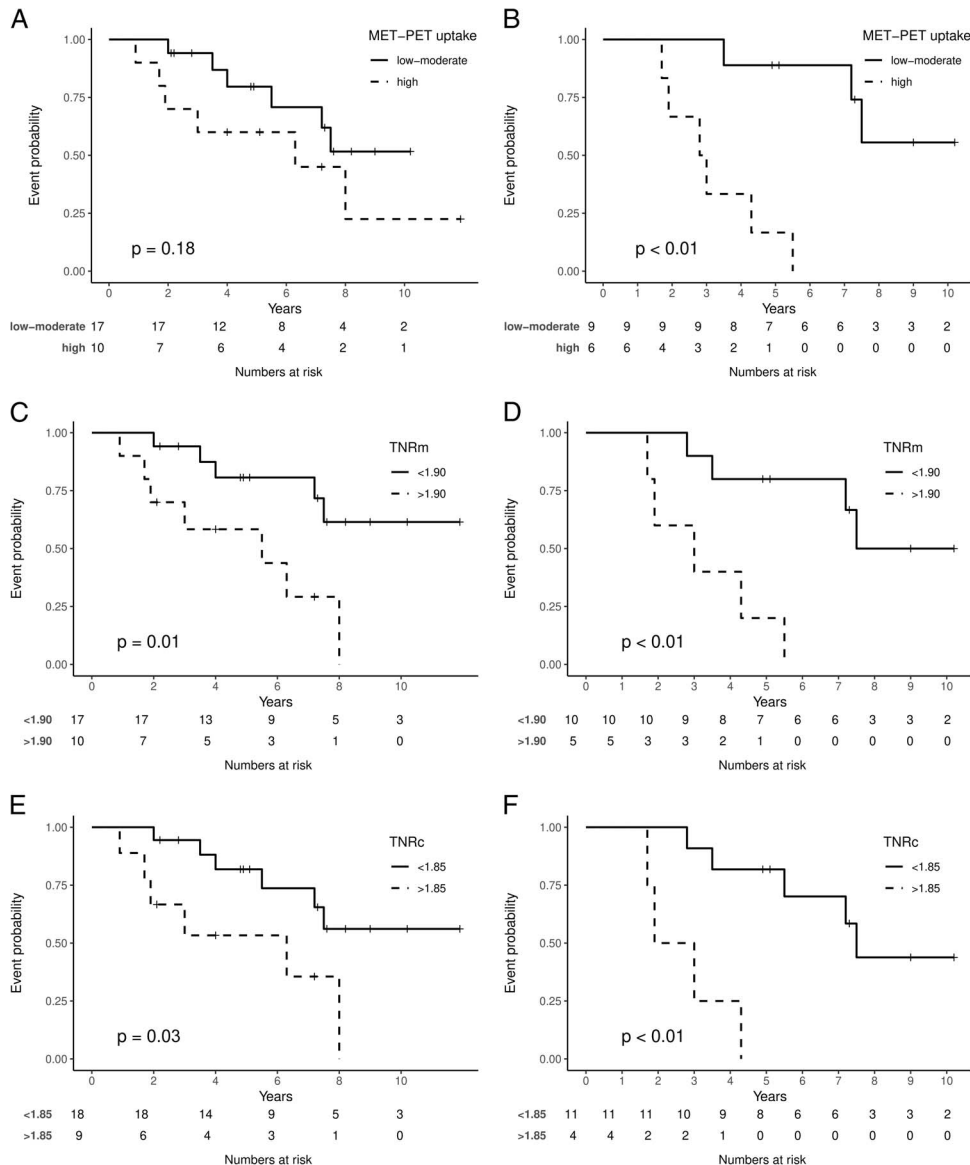 A
MET−PET uptake
low−moderate
high
1.00
0.75
0.50
0.25
0.00
Event probability
p = 0.18
0 2 4 6 8 10
Years
low−moderate 17 17 12 8 4 2
high 10 7 6 4 2 1
Numbers at risk
B
MET−PET uptake
low−moderate
high
1.00
0.75
0.50
0.25
0.00
Event probability
p < 0.01
0 1 2 3 4 5 6 7 8 9 10
Years
low−moderate 9 9 9 9 8 7 6 6 3 3 2
high 6 6 4 3 2 1 0 0 0 0 0
Numbers at risk
C
TNRm
<1.90
>1.90
1.00
0.75
0.50
0.25
0.00
Event probability
p = 0.01
0 2 4 6 8 10
Years
<1.90 17 17 13 9 5 3
>1.90 10 7 5 3 1 0
Numbers at risk
D
TNRm
<1.90
>1.90
1.00
0.75
0.50
0.25
0.00
Event probability
p < 0.01
0 1 2 3 4 5 6 7 8 9 10
Years
<1.90 10 10 10 9 8 7 6 6 3 3 2
>1.90 5 5 3 3 2 1 0 0 0 0 0
Numbers at risk
E
TNRc
<1.85
>1.85
1.00
0.75
0.50
0.25
0.00
Event probability
p = 0.03
0 2 4 6 8 10
Years
<1.85 18 18 14 9 5 3
>1.85 9 6 4 3 1 0
Numbers at risk
F
TNRc
<1.85
>1.85
1.00
0.75
0.50
0.25
0.00
Event probability
p < 0.01
0 1 2 3 4 5 6 7 8 9 10
Years
<1.85 11 11 11 10 9 8 6 6 3 3 2
>1.85 4 4 2 2 1 0 0 0 0 0 0
Numbers at risk